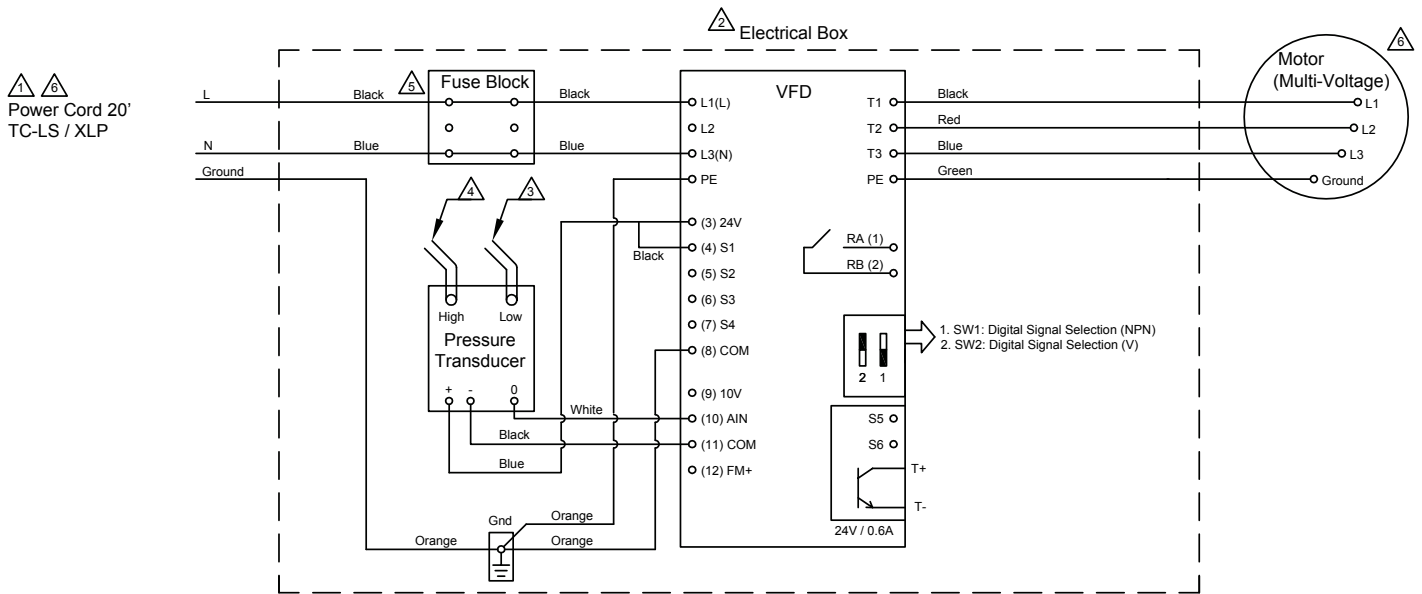 2
Electrical Box
1
6
Power Cord 20'
TC-LS / XLP
L
Black
5
Fuse Block
Black
L1(L)
VFD
T1
Black
Motor
(Multi-Voltage)
6
L1
L2
T2
Red
L2
N
Blue
Blue
L3(N)
T3
Blue
L3
Ground
PE
PE
Green
Ground
4
3
(3) 24V
Black
(4) S1
RA (1)
(5) S2
RB (2)
(6) S3
High
Low
(7) S4
Pressure
Transducer
(8) COM
1. SW1: Digital Signal Selection (NPN)
2. SW2: Digital Signal Selection (V)
2
1
+
-
0
(9) 10V
White
(10) AIN
S5
Black
(11) COM
S6
Blue
(12) FM+
T+
T-
24V / 0.6A
Gnd
Orange
Orange
Orange